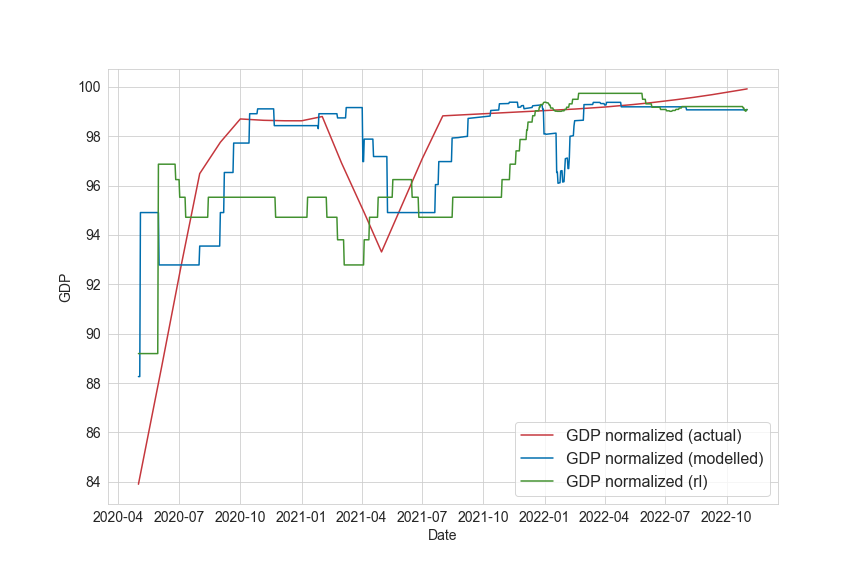 100
98
96
94
92
90
88
86
84
GDP
GDP normalized (actual)
GDP normalized (modelled)
GDP normalized (rl)
2020-04 2020-07 2020-10 2021-01 2021-04 2021-07 2021-10 2022-01 2022-04 2022-07 2022-10
Date